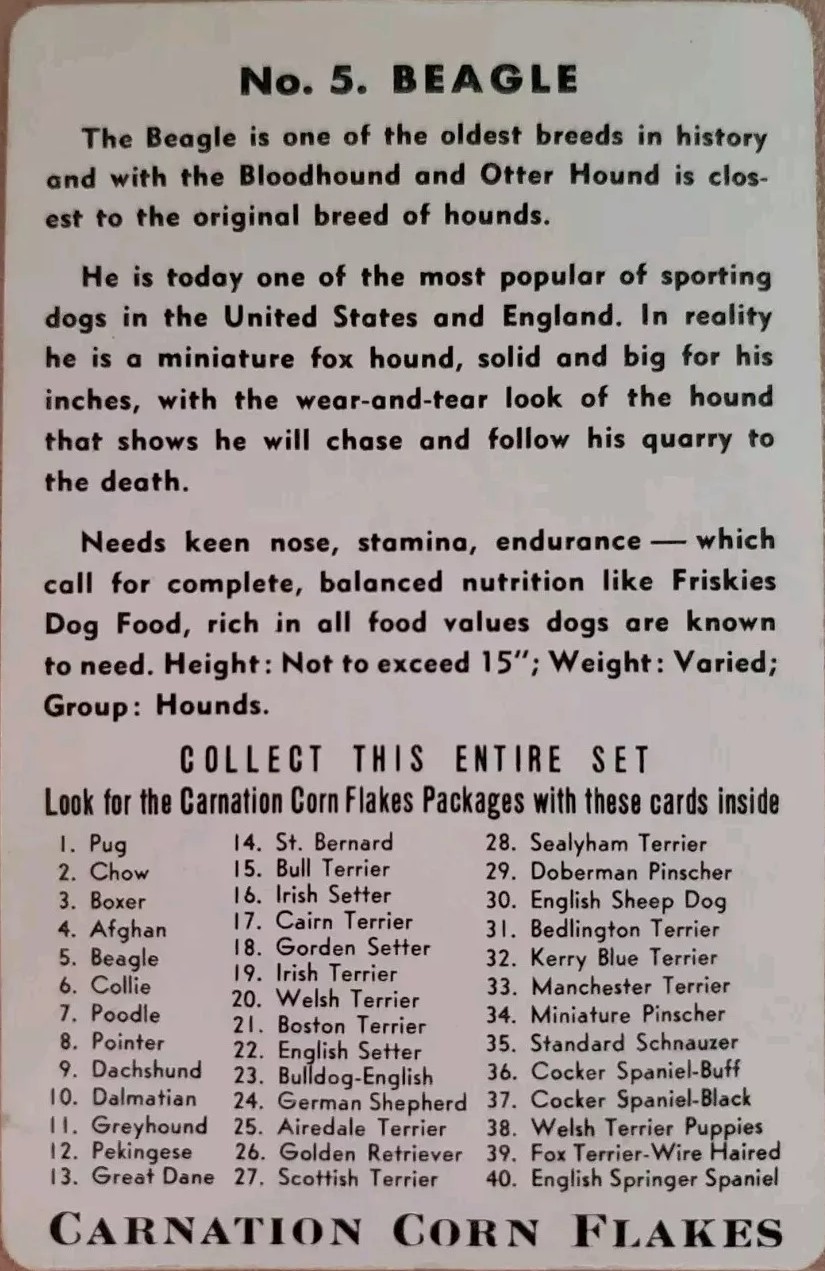 No. 5. BEAGLE
The Beagle is one of the oldest breeds in history
and with the Bloodhound and Otter Hound is clos-
est to the original breed of hounds.
He is today one of the most popular of sporting
dogs in the United States and England. In reality
he is a miniature fox hound, solid and big for his
inches, with the wear-and-tear look of the hound
that shows he will chase and follow his quarry to
the death.
Needs keen nose, stamina, endurance — which
call for complete, balanced nutrition like Friskies
Dog Food, rich in all food values dogs are known
to need. Height: Not to exceed 15"; Weight: Varied;
Group: Hounds.
COLLECT THIS ENTIRE SET
Look for the Carnation Corn Flakes Packages with these cards inside
1. Pug
2. Chow
3. Boxer
4. Afghan
5. Beagle
6. Collie
7. Poodle
8. Pointer
9. Dachshund
10. Dalmatian
11. Greyhound
12. Pekingese
13. Great Dane
14. St. Bernard
15. Bull Terrier
16. Irish Setter
17. Cairn Terrier
18. Gorden Setter
19. Irish Terrier
20. Welsh Terrier
21. Boston Terrier
22. English Setter
23. Bulldog-English
24. German Shepherd
25. Airedale Terrier
26. Golden Retriever
27. Scottish Terrier
28. Sealyham Terrier
29. Doberman Pinscher
30. English Sheep Dog
31. Bedlington Terrier
32. Kerry Blue Terrier
33. Manchester Terrier
34. Miniature Pinscher
35. Standard Schnauzer
36. Cocker Spaniel-Buff
37. Cocker Spaniel-Black
38. Welsh Terrier Puppies
39. Fox Terrier-Wire Haired
40. English Springer Spaniel
CARNATION CORN FLAKES